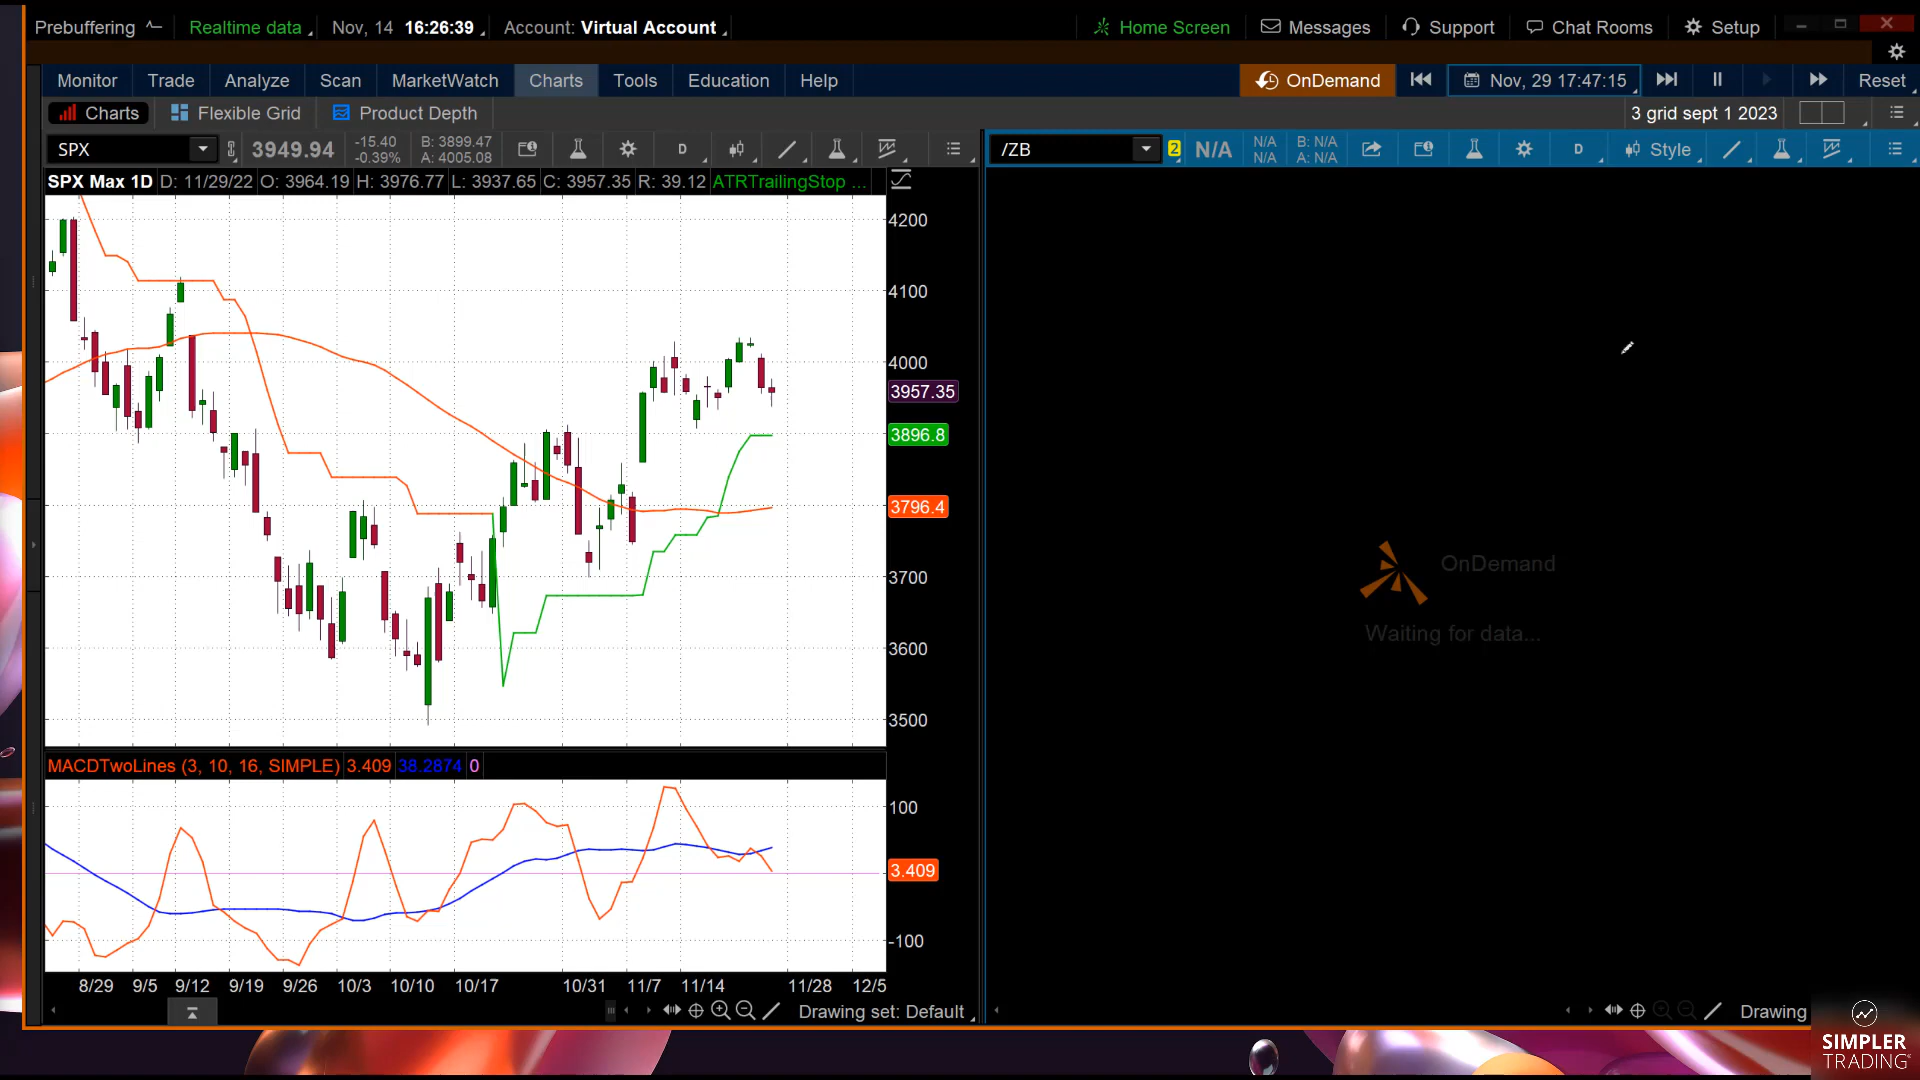 Prebuffering Realtime data Nov, 14 16:26:39 Account: Virtual Account Home Screen Messages Support Chat Rooms Setup
Monitor Trade Analyze Scan MarketWatch Charts Tools Education Help OnDemand Nov, 29 17:47:15 Reset
Charts Flexible Grid Product Depth 3 grid sept 1 2023
SPX 3949.94 -15.40 -0.39% B: 3899.47 A: 4005.08 D
/ZB 2 N/A N/A N/A B: N/A A: N/A D Style
SPX Max 1D D: 11/29/22 O: 3964.19 H: 3976.77 L: 3937.65 C: 3957.35 R: 39.12 ATRTrailingStop ...
4200
4100
4000
3957.35
3896.8
3796.4
3700
3600
3500
OnDemand
Waiting for data...
MACDTwoLines (3, 10, 16, SIMPLE) 3.409 38.2874 0
100
3.409
-100
8/29 9/5 9/12 9/19 9/26 10/3 10/10 10/17 10/31 11/7 11/14 11/28 12/5
Drawing set: Default
Drawing
SIMPLER
TRADING